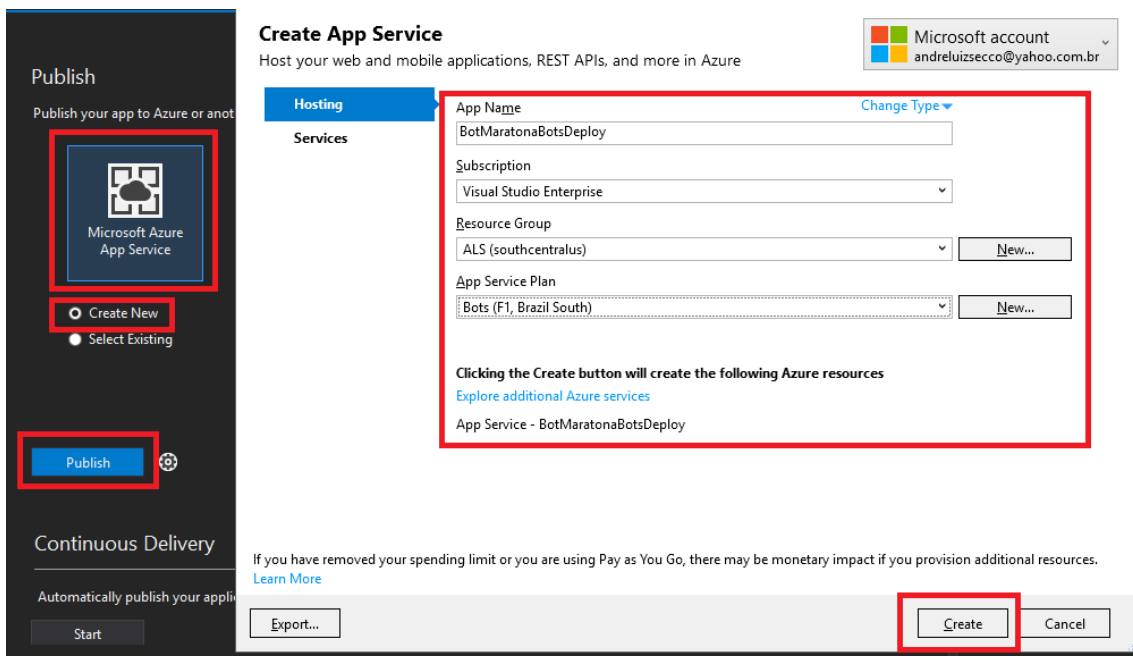 Publish
Publish your app to Azure or anot
Microsoft Azure
App Service
Create New
Select Existing
Publish
Continuous Delivery
Automatically publish your applic
Start
Create App Service
Host your web and mobile applications, REST APIs, and more in Azure
Microsoft account
andreluizsecco@yahoo.com.br
Hosting
Services
App Name
Change Type
BotMaratonaBotsDeploy
Subscription
Visual Studio Enterprise
Resource Group
ALS (southcentralus)
New...
App Service Plan
Bots (F1, Brazil South)
New...
Clicking the Create button will create the following Azure resources
Explore additional Azure services
App Service - BotMaratonaBotsDeploy
If you have removed your spending limit or you are using Pay as You Go, there may be monetary impact if you provision additional resources.
Learn More
Export...
Create
Cancel